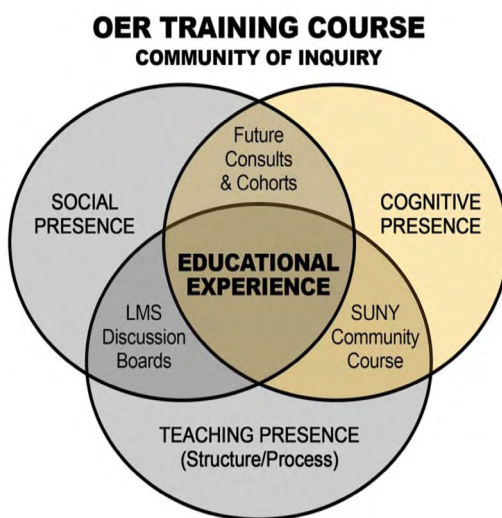 OER TRAINING COURSE
COMMUNITY OF INQUIRY
Future
Consults
& Cohorts
SOCIAL
PRESENCE
COGNITIVE
PRESENCE
EDUCATIONAL
EXPERIENCE
LMS
Discussion
Boards
SUNY
Community
Course
TEACHING PRESENCE
(Structure/Process)